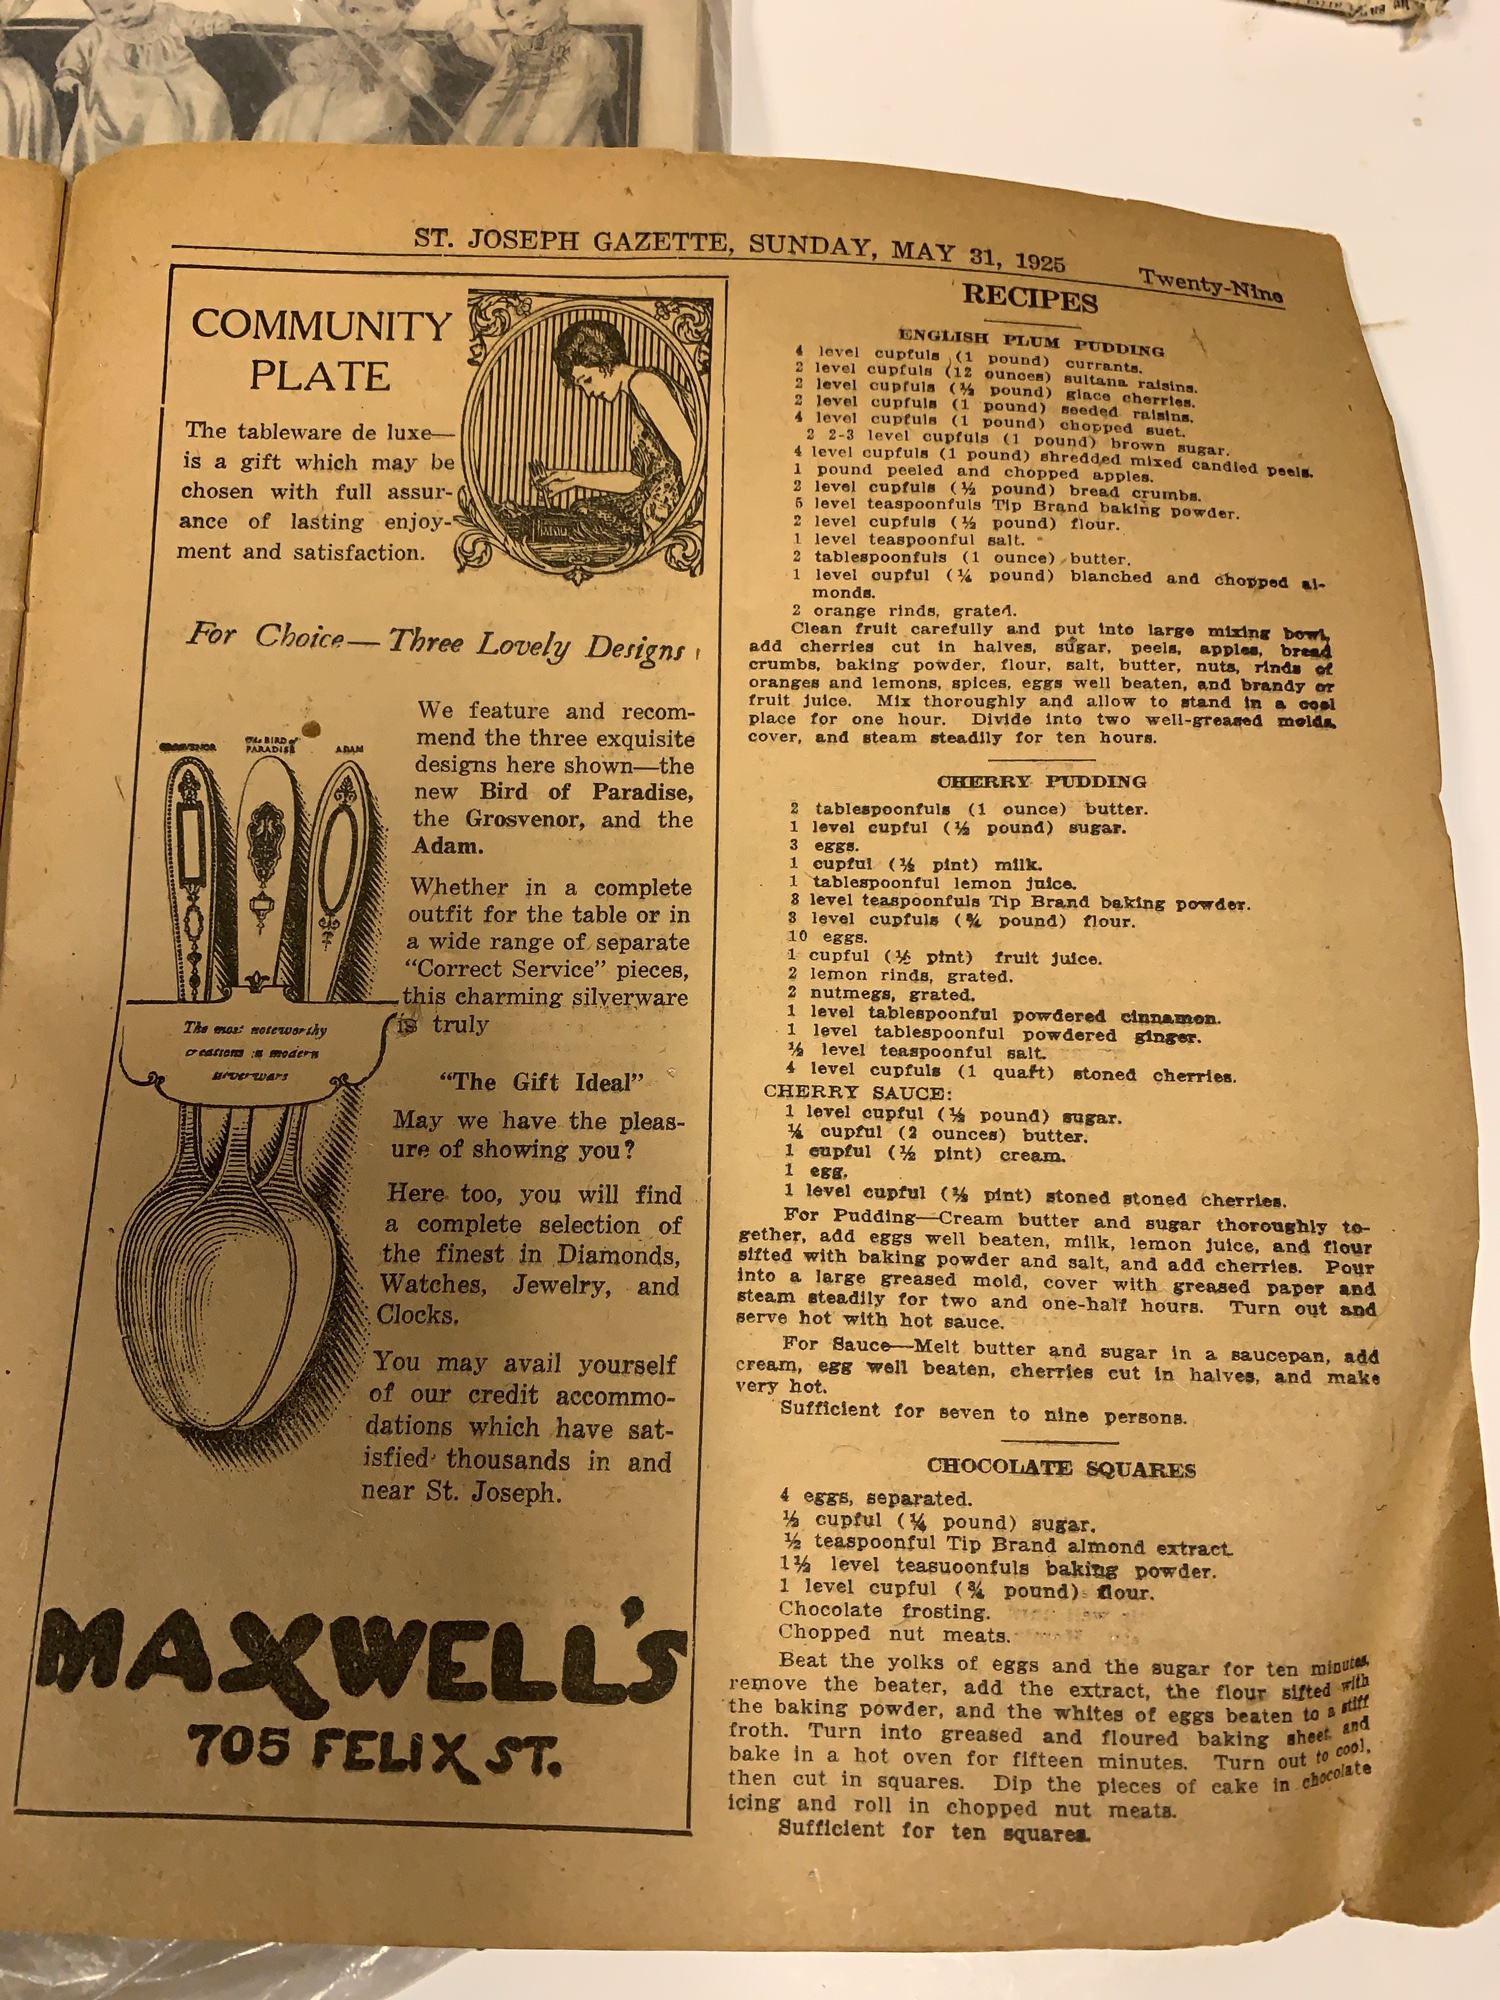 ST. JOSEPH GAZETTE, SUNDAY, MAY 31, 1925
Twenty-Nine
COMMUNITY
PLATE
The tableware de luxe—
is a gift which may be
chosen with full assur-
ance of lasting enjoy-
ment and satisfaction.
For Choice— Three Lovely Designs
GROSVENOR
The BIRD of
PARADISE
ADAM
We feature and recom-
mend the three exquisite
designs here shown—the
new Bird of Paradise,
the Grosvenor, and the
Adam.
Whether in a complete
outfit for the table or in
a wide range of separate
"Correct Service" pieces,
this charming silverware
is truly
The most noteworthy
creations in modern
silverware
"The Gift Ideal"
May we have the pleas-
ure of showing you?
Here too, you will find
a complete selection of
the finest in Diamonds,
Watches, Jewelry, and
Clocks.
You may avail yourself
of our credit accommo-
dations which have sat-
isfied thousands in and
near St. Joseph.
MAXWELL'S
705 FELIX ST.
RECIPES
ENGLISH PLUM PUDDING
4 level cupfuls (1 pound) currants.
2 level cupfuls (12 ounces) sultana raisins.
2 level cupfuls (½ pound) glace cherries.
2 level cupfuls (1 pound) seeded raisins.
4 level cupfuls (1 pound) chopped suet.
2 2-3 level cupfuls (1 pound) brown sugar.
4 level cupfuls (1 pound) shredded mixed candied peels.
1 pound peeled and chopped apples.
2 level cupfuls (½ pound) bread crumbs.
5 level teaspoonfuls Tip Brand baking powder.
2 level cupfuls (½ pound) flour.
1 level teaspoonful salt.
2 tablespoonfuls (1 ounce) butter.
1 level cupful (¼ pound) blanched and chopped al-
monds.
2 orange rinds, grated.
Clean fruit carefully and put into large mixing bowl,
add cherries cut in halves, sugar, peels, apples, bread
crumbs, baking powder, flour, salt, butter, nuts, rinds of
oranges and lemons, spices, eggs well beaten, and brandy or
fruit juice. Mix thoroughly and allow to stand in a cool
place for one hour. Divide into two well-greased molds,
cover, and steam steadily for ten hours.
CHERRY PUDDING
2 tablespoonfuls (1 ounce) butter.
1 level cupful (½ pound) sugar.
3 eggs.
1 cupful (½ pint) milk.
1 tablespoonful lemon juice.
3 level teaspoonfuls Tip Brand baking powder.
3 level cupfuls (¾ pound) flour.
10 eggs.
1 cupful (½ pint) fruit juice.
2 lemon rinds, grated.
2 nutmegs, grated.
1 level tablespoonful powdered cinnamon.
1 level tablespoonful powdered ginger.
½ level teaspoonful salt.
4 level cupfuls (1 quart) stoned cherries.
CHERRY SAUCE:
1 level cupful (½ pound) sugar.
¼ cupful (2 ounces) butter.
1 cupful (½ pint) cream.
1 egg.
1 level cupful (½ pint) stoned stoned cherries.
For Pudding—Cream butter and sugar thoroughly to-
gether, add eggs well beaten, milk, lemon juice, and flour
sifted with baking powder and salt, and add cherries. Pour
into a large greased mold, cover with greased paper and
steam steadily for two and one-half hours. Turn out and
serve hot with hot sauce.
For Sauce—Melt butter and sugar in a saucepan, add
cream, egg well beaten, cherries cut in halves, and make
very hot.
Sufficient for seven to nine persons.
CHOCOLATE SQUARES
4 eggs, separated.
½ cupful (¼ pound) sugar.
½ teaspoonful Tip Brand almond extract.
1½ level teasuoonfuls baking powder.
1 level cupful (¾ pound) flour.
Chocolate frosting.
Chopped nut meats.
Beat the yolks of eggs and the sugar for ten minutes,
remove the beater, add the extract, the flour sifted with
the baking powder, and the whites of eggs beaten to a stiff
froth. Turn into greased and floured baking sheet and
bake in a hot oven for fifteen minutes. Turn out to cool,
then cut in squares. Dip the pieces of cake in chocolate
icing and roll in chopped nut meats.
Sufficient for ten squares.